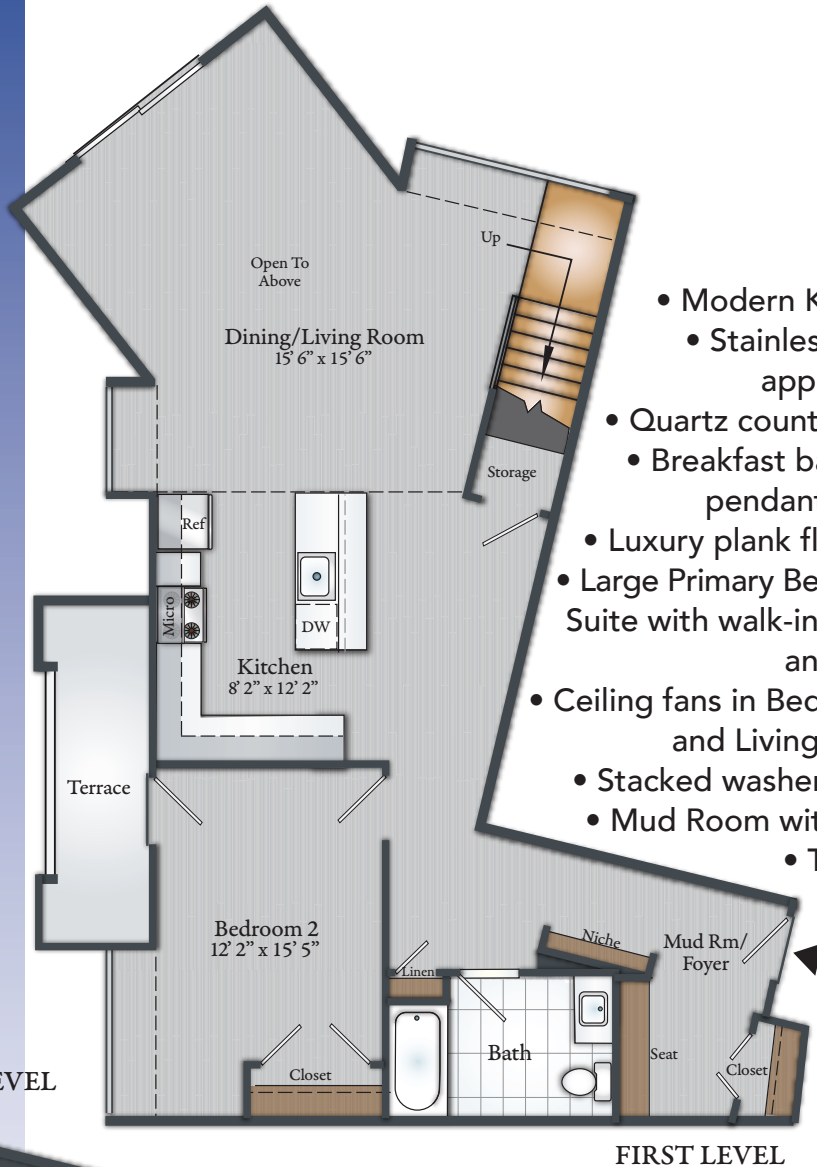 Up
Open To
Above
Dining/Living Room
15’ 6” x 15’ 6”
Storage
Ref
Micro
DW
Kitchen
8’ 2” x 12’ 2”
Terrace
Bedroom 2
12’ 2” x 15’ 5”
Niche
Mud Rm/
Foyer
Linen
Bath
Seat
Closet
Closet
FIRST LEVEL
EVEL
• Modern K
• Stainles
app
• Quartz count
• Breakfast ba
pendant
• Luxury plank fl
• Large Primary Be
Suite with walk-in
an
• Ceiling fans in Bed
and Living
• Stacked washer
• Mud Room wit
• T